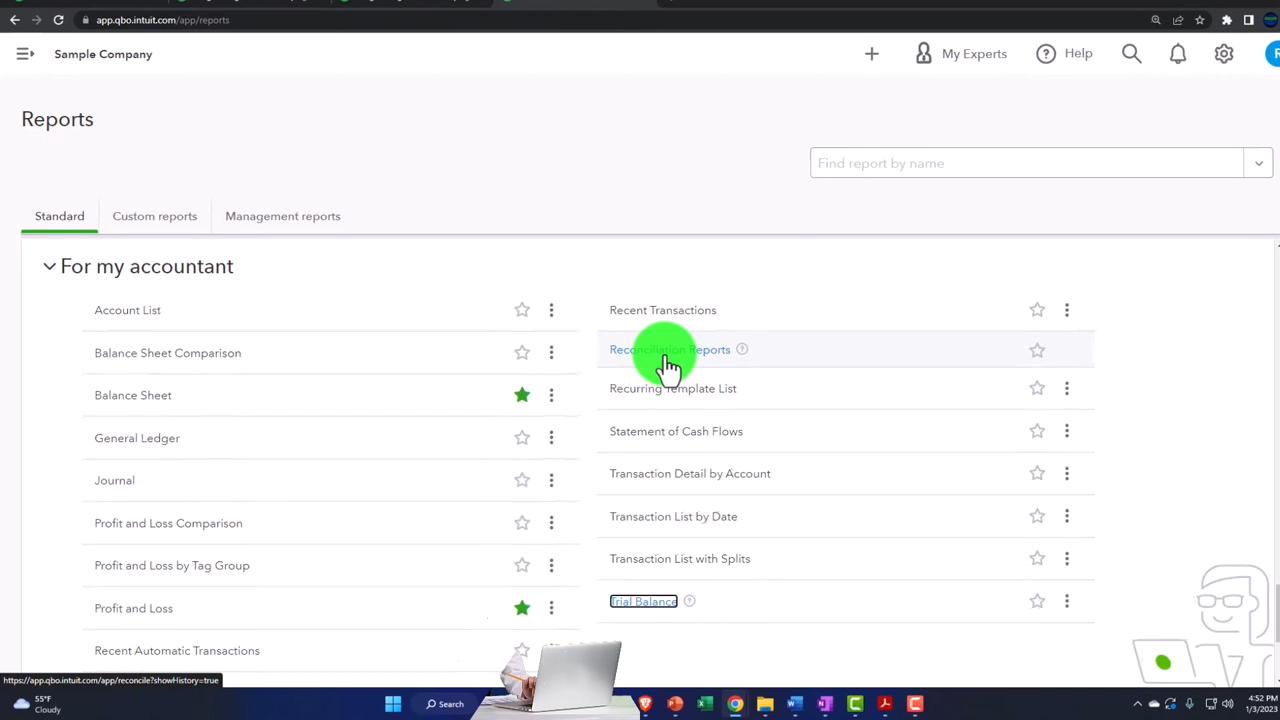 app.qbo.intuit.com/app/reports
Sample Company
My Experts
Help
R
Reports
Find report by name
Standard
Custom reports
Management reports
For my accountant
Account List
Balance Sheet Comparison
Balance Sheet
General Ledger
Journal
Profit and Loss Comparison
Profit and Loss by Tag Group
Profit and Loss
Recent Automatic Transactions
Recent Transactions
Reconciliation Reports
Recurring Template List
Statement of Cash Flows
Transaction Detail by Account
Transaction List by Date
Transaction List with Splits
Trial Balance
https://app.qbo.intuit.com/app/reconcile?showHistory=true
55°F
Cloudy
Search
4:52 PM
1/3/2023